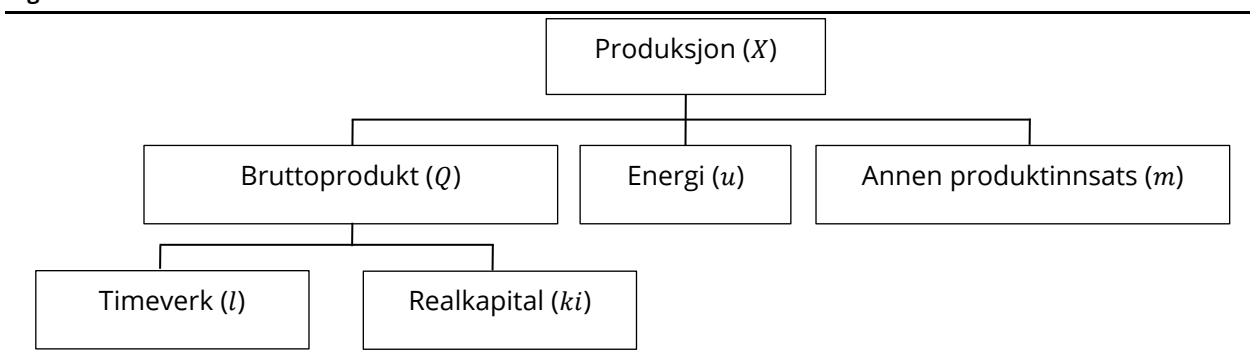 Produksjon (X)
Bruttoprodukt (Q)
Energi (u)
Annen produktinnsats (m)
Timeverk (l)
Realkapital (ki)